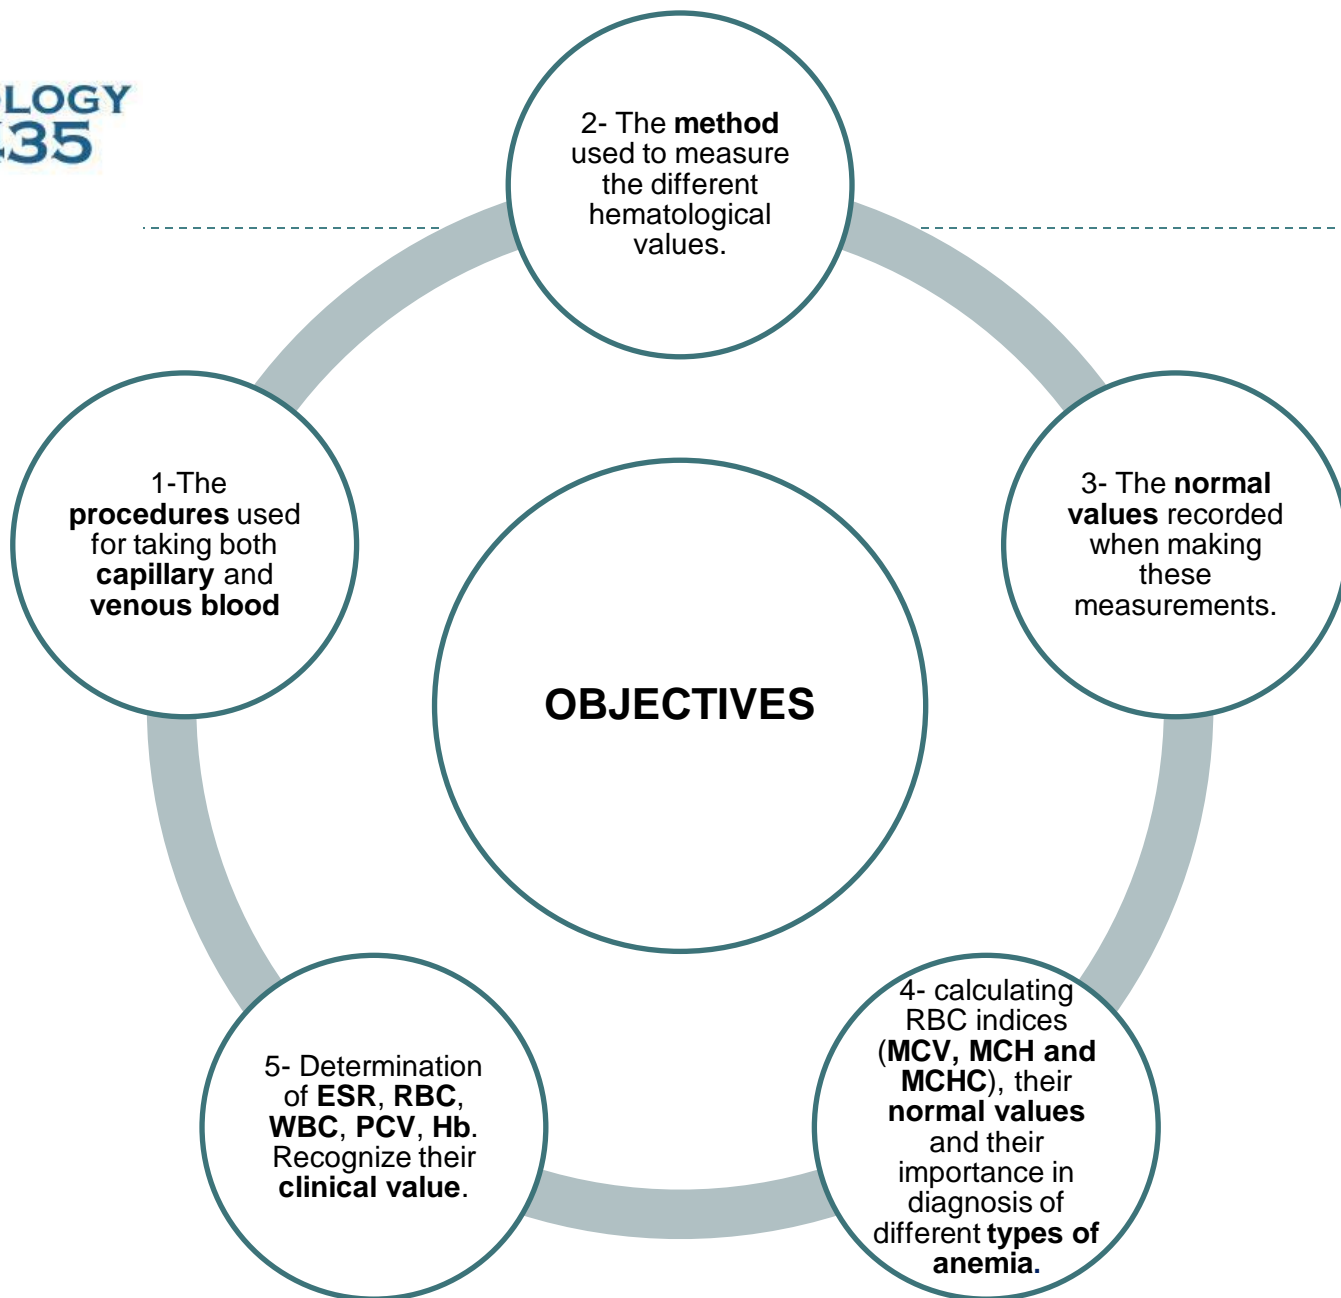 OLOGY
435
2- The method
used to measure
the different
hematological
values.
1-The
procedures used
for taking both
capillary and
venous blood
3- The normal
values recorded
when making
these
measurements.
OBJECTIVES
4- calculating
RBC indices
(MCV, MCH and
MCHC), their
normal values
and their
importance in
diagnosis of
different types of
anemia.
5- Determination
of ESR, RBC,
WBC, PCV, Hb.
Recognize their
clinical value.